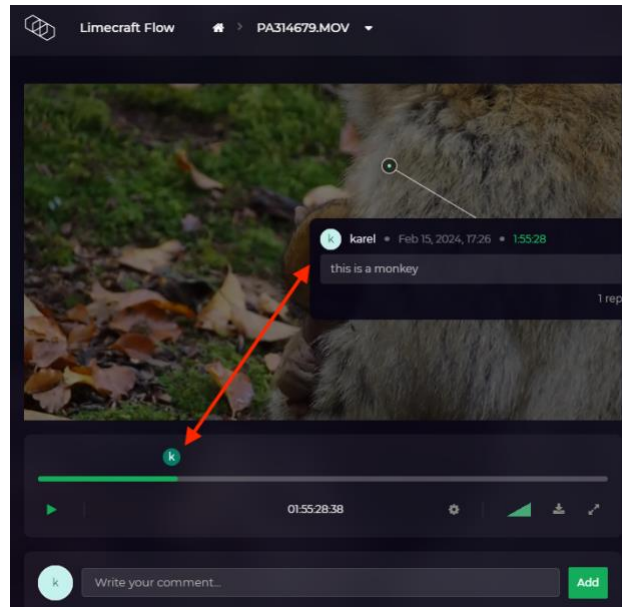 Limecraft Flow > PA314679.MOV
k karel • Feb 15, 2024, 17:26 • 1:55:28
this is a monkey
1 rep
k
01:55:28:38
k Write your comment... Add